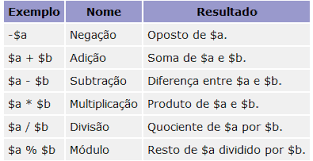 Exemplo Nome Resultado
-$a Negação Oposto de $a.
$a + $b Adição Soma de $a e $b.
$a - $b Subtração Diferença entre $a e $b.
$a * $b Multiplicação Produto de $a e $b.
$a / $b Divisão Quociente de $a por $b.
$a % $b Módulo Resto de $a dividido por $b.